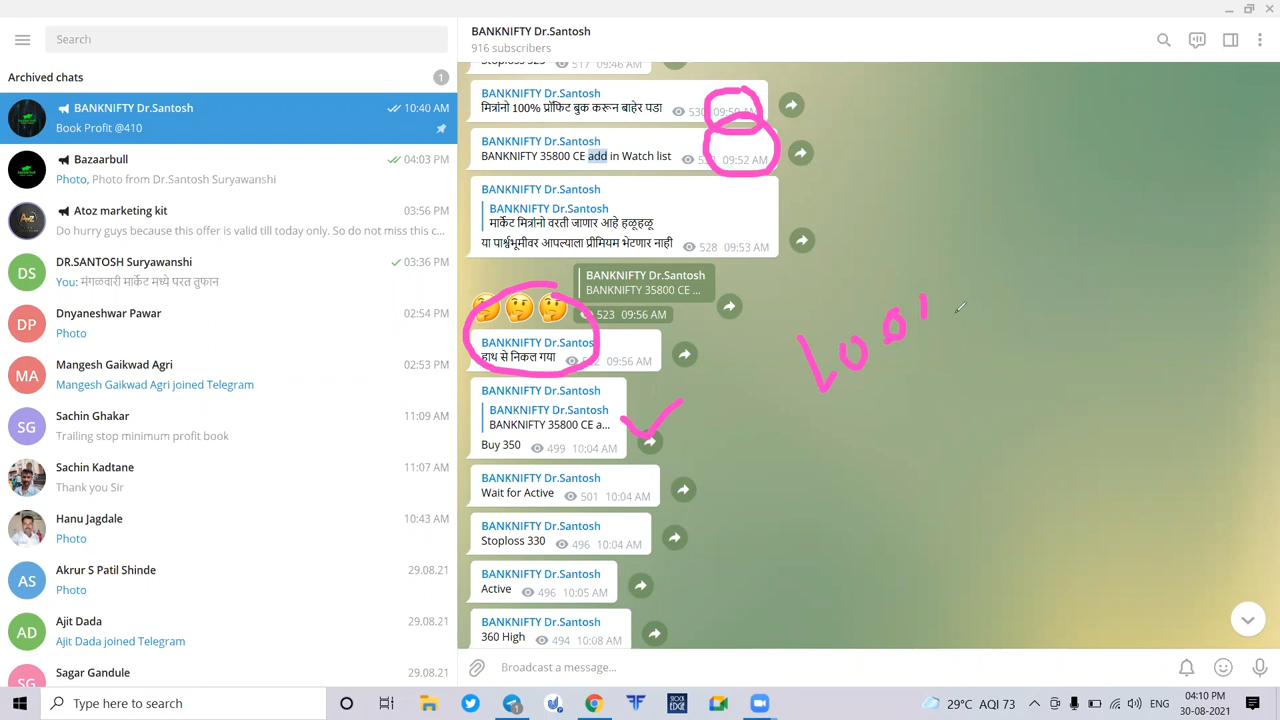 Search
Archived chats
1
BANKNIFTY Dr.Santosh
10:40 AM
Book Profit @410
Bazaarbull
04:03 PM
Photo, Photo from Dr.Santosh Suryawanshi
Atoz marketing kit
03:56 PM
Do hurry guys because this offer is valid till today only. So do not miss this c...
DS
DR.SANTOSH Suryawanshi
03:36 PM
You: मंगळवारी मार्केट मध्ये परत तुफान
DP
Dnyaneshwar Pawar
02:54 PM
Photo
MA
Mangesh Gaikwad Agri
02:53 PM
Mangesh Gaikwad Agri joined Telegram
SG
Sachin Ghakar
11:09 AM
Trailing stop minimum profit book
Sachin Kadtane
11:07 AM
Thank you Sir
Hanu Jagdale
10:43 AM
Photo
AS
Akrur S Patil Shinde
29.08.21
Photo
AD
Ajit Dada
29.08.21
Ajit Dada joined Telegram
SG
Sagar Gandule
29.08.21
BANKNIFTY Dr.Santosh
916 subscribers
Stoploss 325 517 09:46 AM
BANKNIFTY Dr.Santosh
मित्रांनो 100% प्रॉफिट बुक करून बाहेर पडा
BANKNIFTY Dr.Santosh
BANKNIFTY 35800 CE add in Watch list 09:52 AM
BANKNIFTY Dr.Santosh
BANKNIFTY Dr.Santosh
मार्केट मित्रांनो वरती जाणार आहे हळूहळू
या पार्श्वभूमीवर आपल्याला प्रीमियम भेटणार नाही 528 09:53 AM
BANKNIFTY Dr.Santosh
BANKNIFTY 35800 CE ...
523 09:56 AM
BANKNIFTY Dr.Santosh
हाथ से निकल गया 09:56 AM
BANKNIFTY Dr.Santosh
BANKNIFTY Dr.Santosh
BANKNIFTY 35800 CE a...
Buy 350 499 10:04 AM
BANKNIFTY Dr.Santosh
Wait for Active 501 10:04 AM
BANKNIFTY Dr.Santosh
Stoploss 330 496 10:04 AM
BANKNIFTY Dr.Santosh
Active 496 10:05 AM
BANKNIFTY Dr.Santosh
360 High 494 10:08 AM
Broadcast a message...
Type here to search
STOCK EDGE
29°C AQI 73
ENG
04:10 PM
30-08-2021